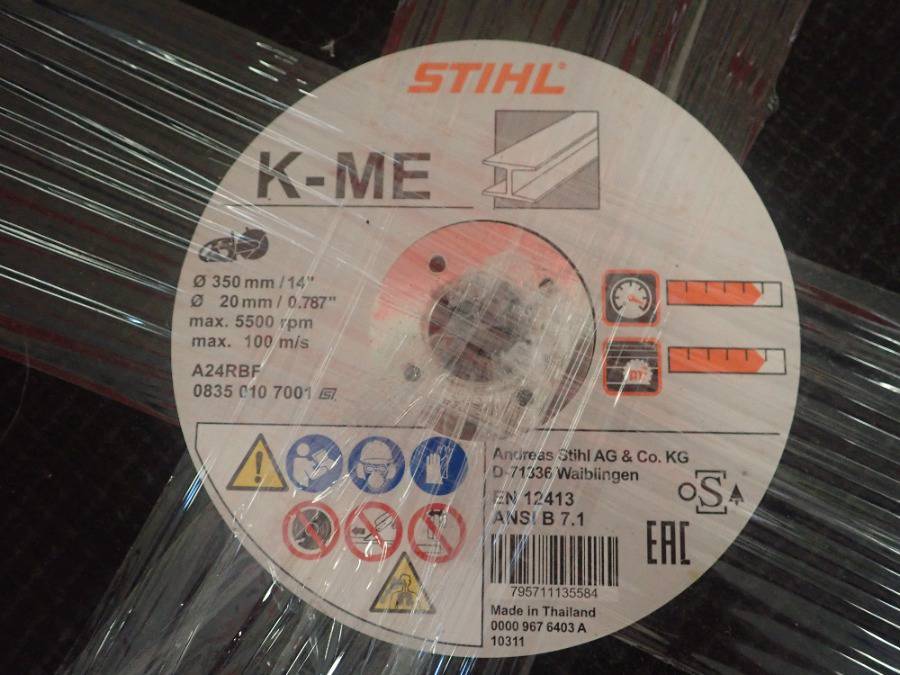 STIHL®
K-ME
Ø 350 mm / 14"
Ø 20 mm / 0.787"
max. 5500 rpm
max. 100 m/s
A24RBF
0835 010 7001
Andreas Stihl AG & Co. KG
D-71336 Waiblingen
EN 12413
ANSI B 7.1
oS
EAC
795711135584
Made in Thailand
0000 967 6403 A
10311